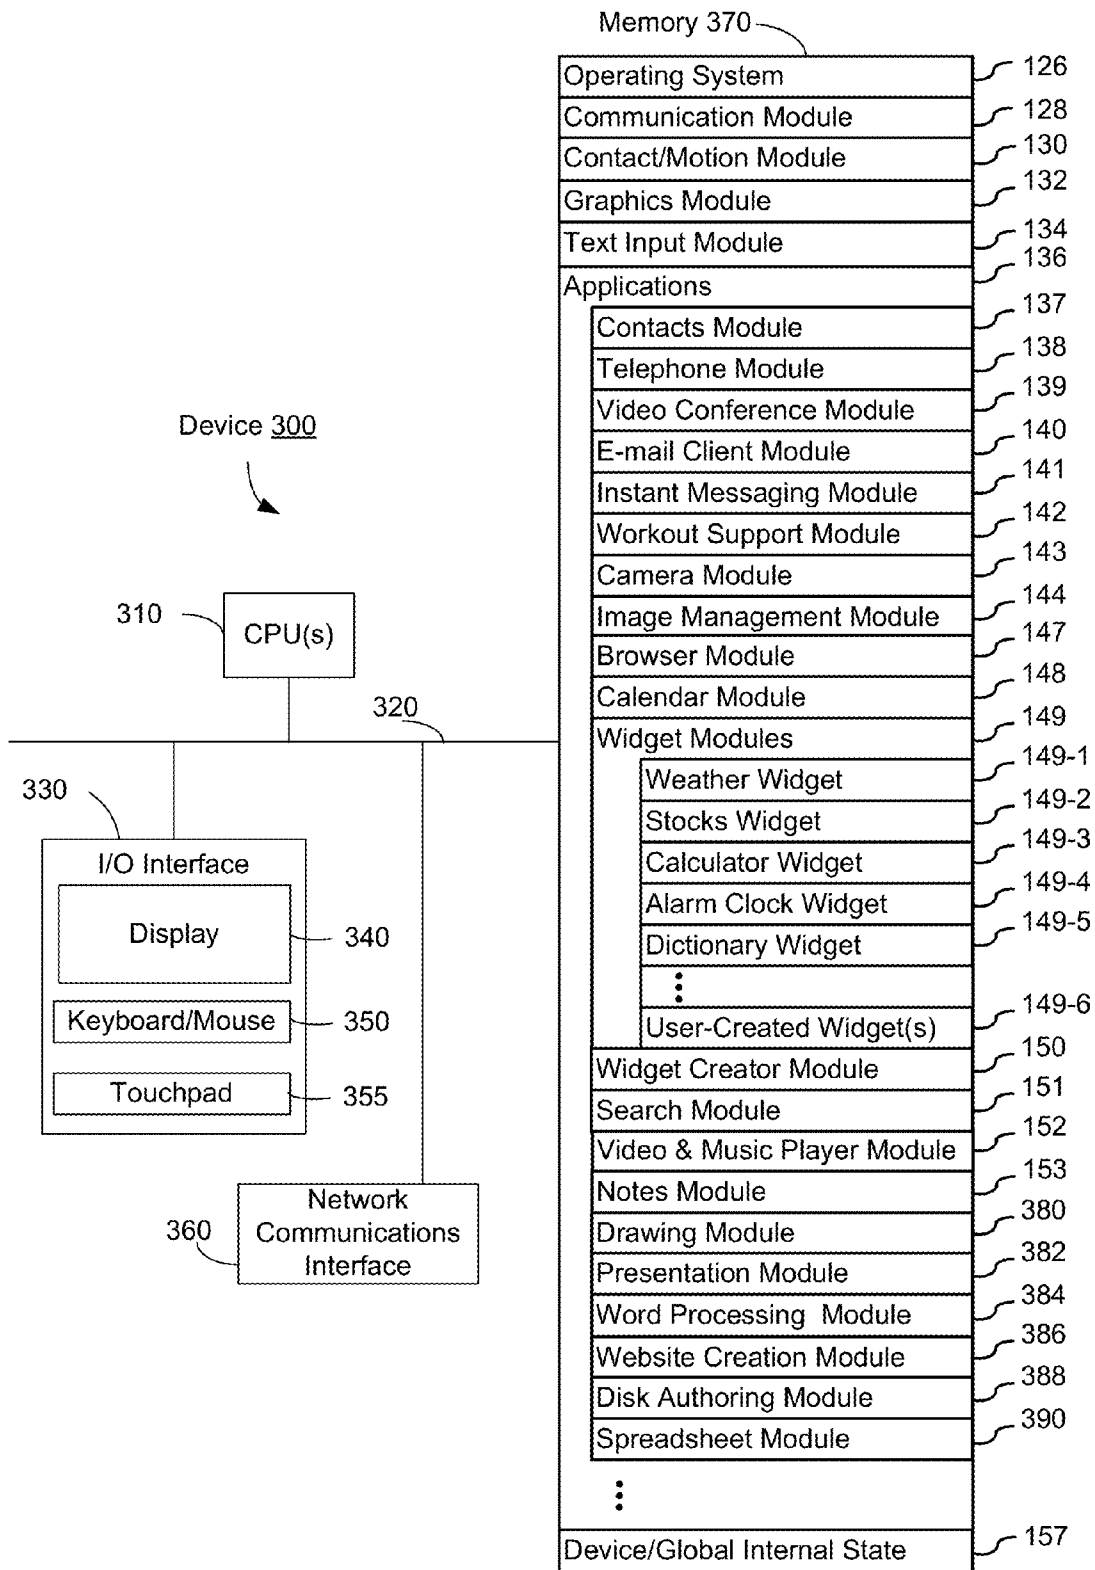 Memory 370
Operating System 126
Communication Module 128
Contact/Motion Module 130
Graphics Module 132
Text Input Module 134
Applications 136
Contacts Module 137
Telephone Module 138
Video Conference Module 139
E-mail Client Module 140
Instant Messaging Module 141
Workout Support Module 142
Camera Module 143
Image Management Module 144
Browser Module 147
Calendar Module 148
Widget Modules 149
Weather Widget 149-1
Stocks Widget 149-2
Calculator Widget 149-3
Alarm Clock Widget 149-4
Dictionary Widget 149-5
User-Created Widget(s) 149-6
Widget Creator Module 150
Search Module 151
Video & Music Player Module 152
Notes Module 153
Drawing Module 380
Presentation Module 382
Word Processing Module 384
Website Creation Module 386
Disk Authoring Module 388
Spreadsheet Module 390
Device/Global Internal State 157
Device 300
310
CPU(s)
320
330
I/O Interface
Display 340
Keyboard/Mouse 350
Touchpad 355
360
Network
Communications
Interface